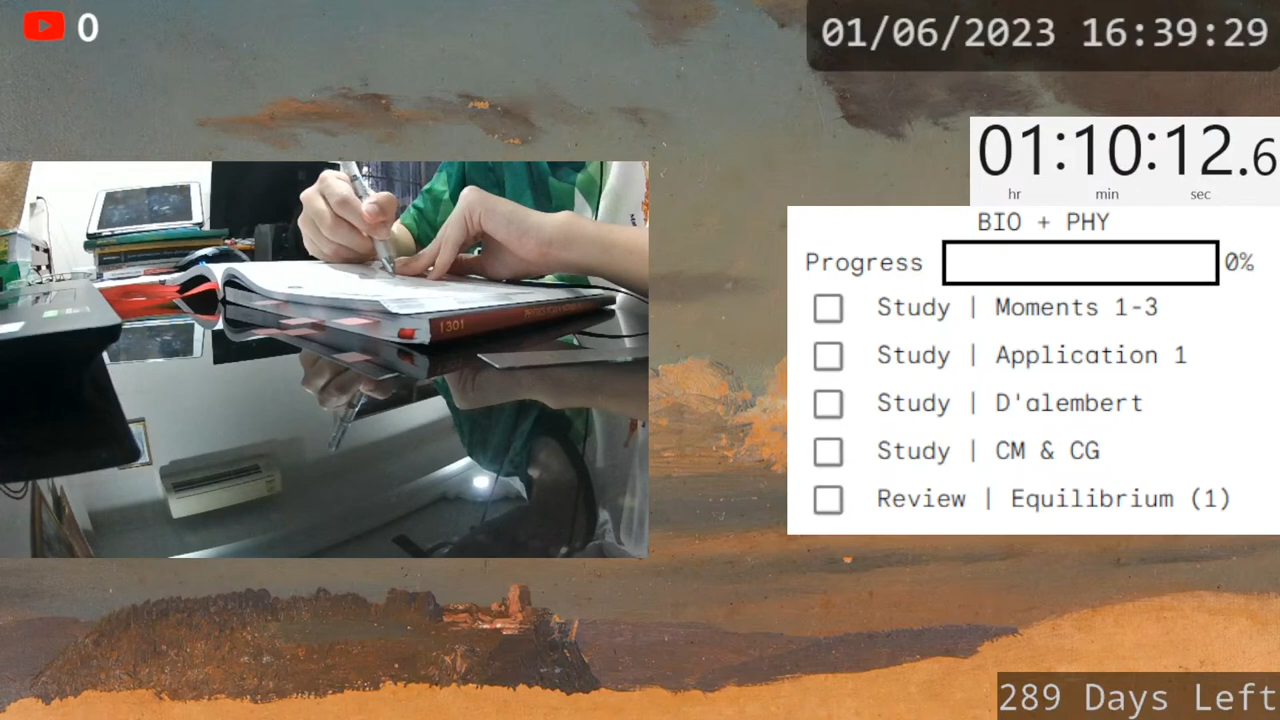 0
01/06/2023 16:39:29
01:10:12.6
hr min sec
BIO + PHY
Progress 0%
Study | Moments 1-3
Study | Application 1
Study | D'alembert
Study | CM & CG
Review | Equilibrium (1)
1301
289 Days Left